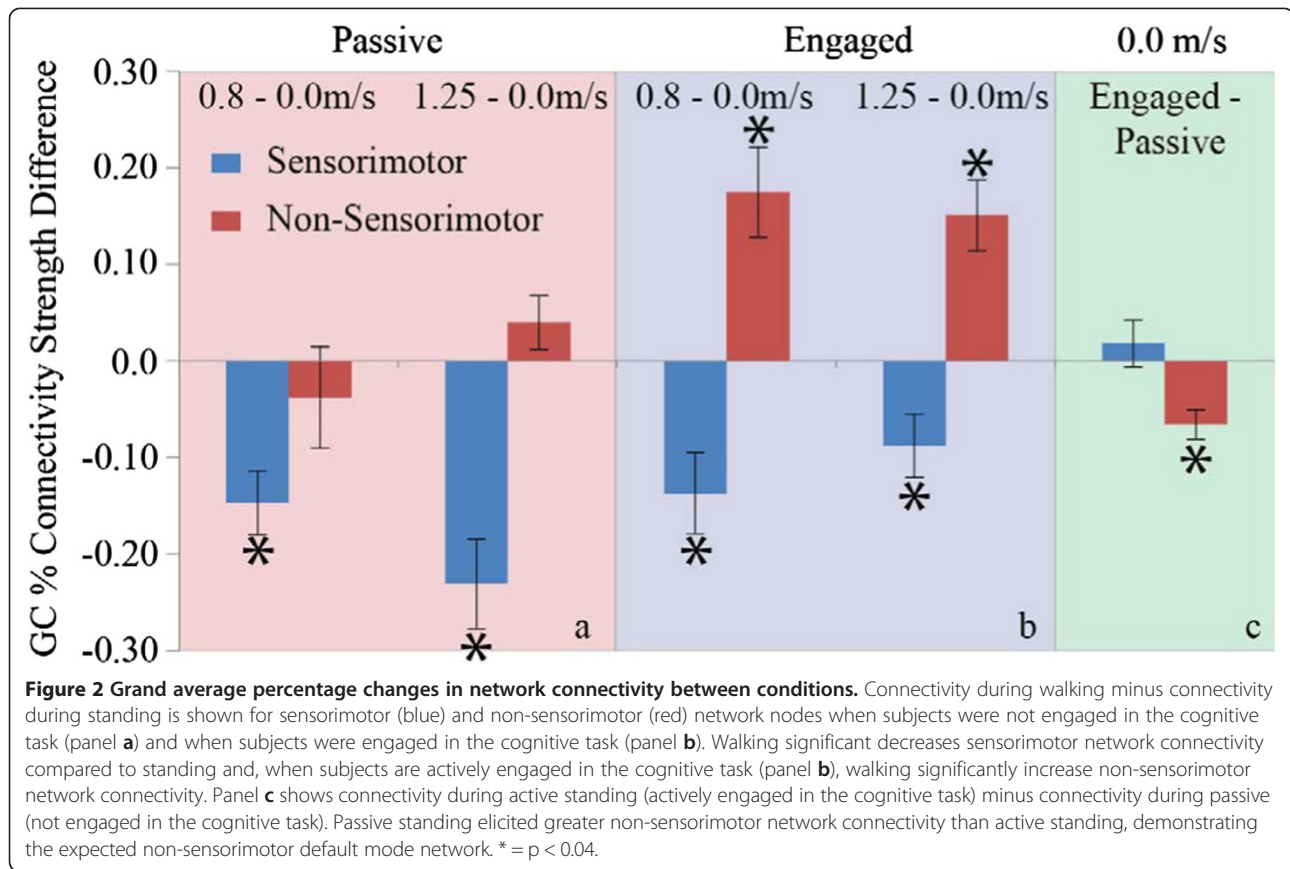 Passive Engaged 0.0 m/s
0.8 - 0.0m/s 1.25 - 0.0m/s 0.8 - 0.0m/s 1.25 - 0.0m/s Engaged -
Passive
Sensorimotor
Non-Sensorimotor
GC % Connectivity Strength Difference
0.30
0.20
0.10
0.0
-0.10
-0.20
-0.30
* * * * * * *
a b c
Figure 2 Grand average percentage changes in network connectivity between conditions. Connectivity during walking minus connectivity
during standing is shown for sensorimotor (blue) and non-sensorimotor (red) network nodes when subjects were not engaged in the cognitive
task (panel a) and when subjects were engaged in the cognitive task (panel b). Walking significant decreases sensorimotor network connectivity
compared to standing and, when subjects are actively engaged in the cognitive task (panel b), walking significantly increase non-sensorimotor
network connectivity. Panel c shows connectivity during active standing (actively engaged in the cognitive task) minus connectivity during passive
(not engaged in the cognitive task). Passive standing elicited greater non-sensorimotor network connectivity than active standing, demonstrating
the expected non-sensorimotor default mode network. * = p < 0.04.